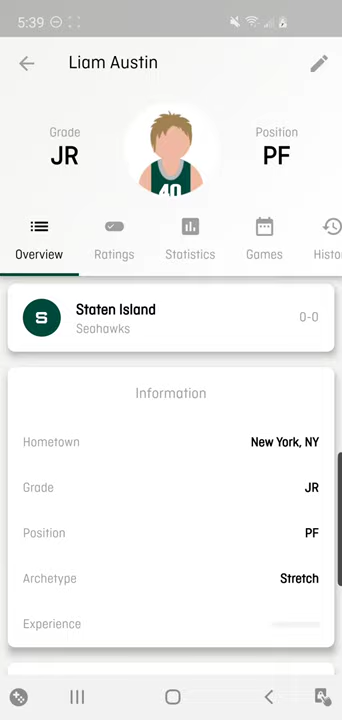 5:39
Liam Austin
Grade
JR
Position
PF
40
Overview
Ratings
Statistics
Games
Histo
S
Staten Island
Seahawks
0-0
Information
Hometown
New York, NY
Grade
JR
Position
PF
Archetype
Stretch
Experience